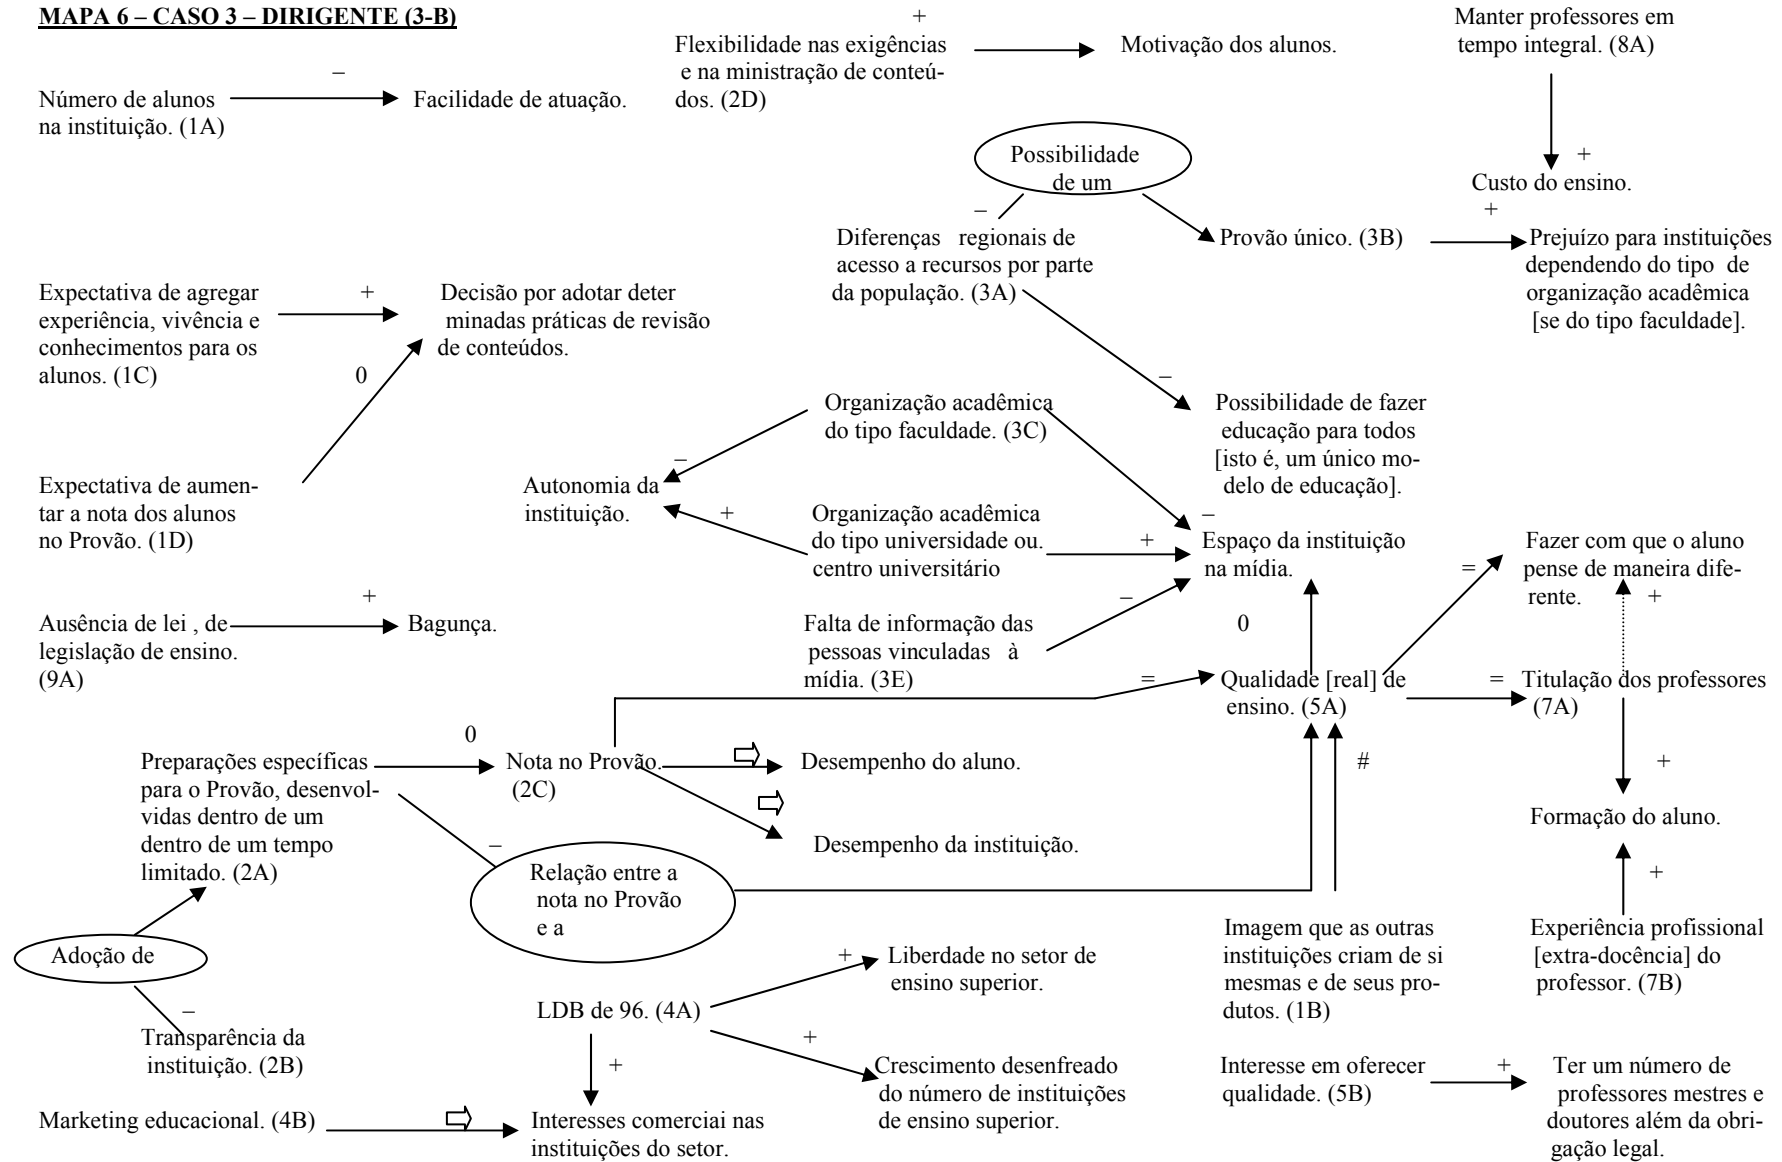 MAPA 6 – CASO 3 – DIRIGENTE (3-B)
+
Flexibilidade nas exigências
e na ministração de conteú-
dos. (2D)
Motivação dos alunos.
Manter professores em
tempo integral. (8A)
+
Custo do ensino.
–
Número de alunos
na instituição. (1A)
Facilidade de atuação.
Possibilidade
de um
–
Diferenças regionais de
acesso a recursos por parte
da população. (3A)
Provão único. (3B)
+
Prejuízo para instituições
dependendo do tipo de
organização acadêmica
[se do tipo faculdade].
Expectativa de agregar
experiência, vivência e
conhecimentos para os
alunos. (1C)
+
Decisão por adotar deter
minadas práticas de revisão
de conteúdos.
0
–
Possibilidade de fazer
educação para todos
[isto é, um único mo-
delo de educação].
Organização acadêmica
do tipo faculdade. (3C)
–
Expectativa de aumen-
tar a nota dos alunos
no Provão. (1D)
Autonomia da
instituição.
+
Organização acadêmica
do tipo universidade ou.
centro universitário
+
–
Espaço da instituição
na mídia.
=
Fazer com que o aluno
pense de maneira dife-
rente.
+
+
Ausência de lei , de
legislação de ensino.
(9A)
Bagunça.
Falta de informação das
pessoas vinculadas à
mídia. (3E)
–
0
=
Qualidade [real] de
ensino. (5A)
=
Titulação dos professores
(7A)
Preparações específicas
para o Provão, desenvol-
vidas dentro de um
dentro de um tempo
limitado. (2A)
0
Nota no Provão.
(2C)
Desempenho do aluno.
Desempenho da instituição.
#
+
Formação do aluno.
+
–
Relação entre a
nota no Provão
e a
Adoção de
–
Transparência da
instituição. (2B)
Imagem que as outras
instituições criam de si
mesmas e de seus pro-
dutos. (1B)
Experiência profissional
[extra-docência] do
professor. (7B)
LDB de 96. (4A)
+
Liberdade no setor de
ensino superior.
+
Crescimento desenfreado
do número de instituições
de ensino superior.
+
Interesse em oferecer
qualidade. (5B)
+
Ter um número de
professores mestres e
doutores além da obri-
gação legal.
Marketing educacional. (4B)
Interesses comerciai nas
instituições do setor.